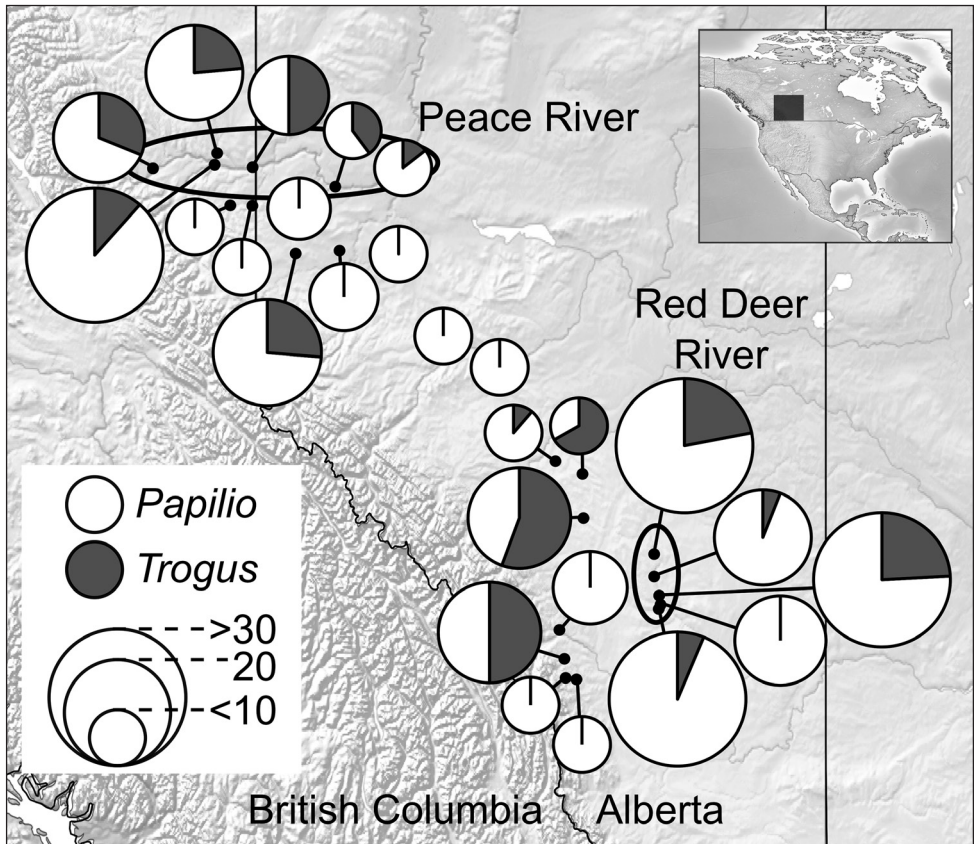 Peace River
Red Deer
River
Papilio
Trogus
>30
20
<10
British Columbia
Alberta